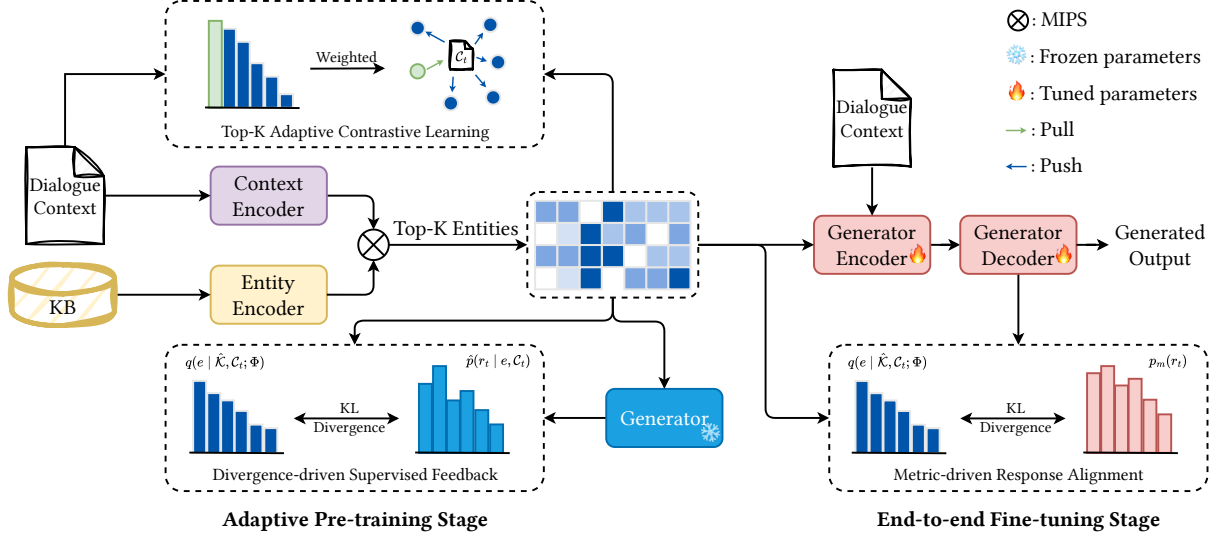 Weighted
𝒞ₜ
Top-K Adaptive Contrastive Learning
⊗: MIPS
: Frozen parameters
: Tuned parameters
: Pull
: Push
Dialogue
Context
Dialogue
Context
Context
Encoder
Top-K Entities
KB
Entity
Encoder
Generator
Encoder
Generator
Decoder
Generated
Output
q(e | 𝒦̂, 𝒞ₜ; Φ)
p̂(rₜ | e, 𝒞ₜ)
KL
Divergence
Divergence-driven Supervised Feedback
Generator
q(e | 𝒦̂, 𝒞ₜ; Φ)
pₘ(rₜ)
KL
Divergence
Metric-driven Response Alignment
Adaptive Pre-training Stage
End-to-end Fine-tuning Stage